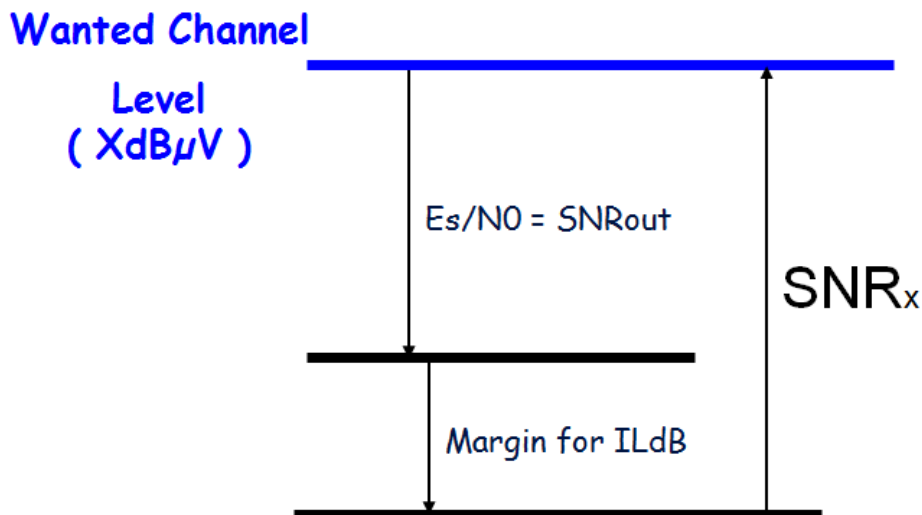 Wanted Channel
Level
( XdBµV )
Es/N0 = SNRout
SNRx
Margin for ILdB